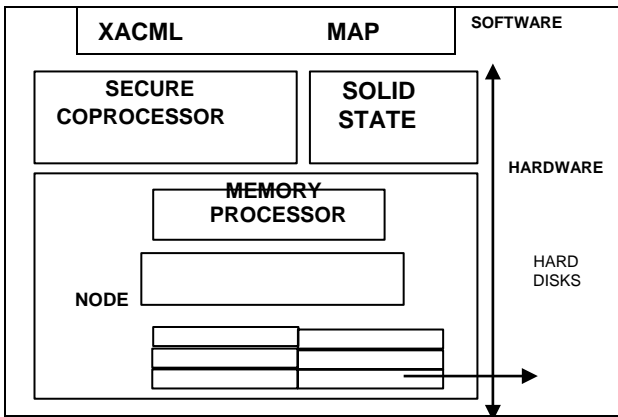 XACML MAP
SOFTWARE
SECURE
COPROCESSOR
SOLID
STATE
HARDWARE
MEMORY
PROCESSOR
HARD
DISKS
NODE